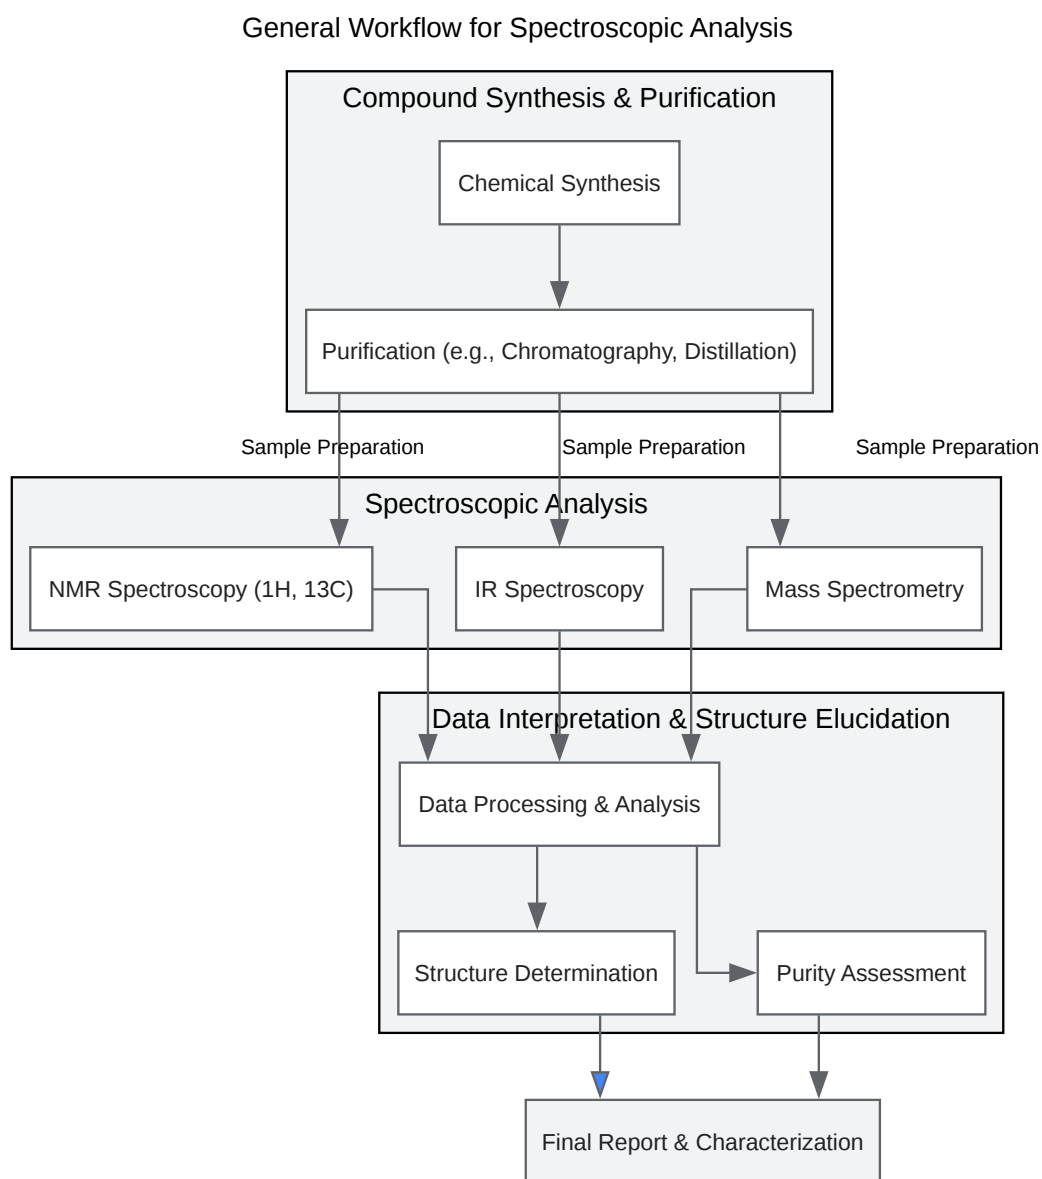 General Workflow for Spectroscopic Analysis
Compound Synthesis & Purification
Chemical Synthesis
Purification (e.g., Chromatography, Distillation)
Sample Preparation
Sample Preparation
Sample Preparation
Spectroscopic Analysis
NMR Spectroscopy (1H, 13C)
IR Spectroscopy
Mass Spectrometry
Data Interpretation & Structure Elucidation
Data Processing & Analysis
Structure Determination
Purity Assessment
Final Report & Characterization